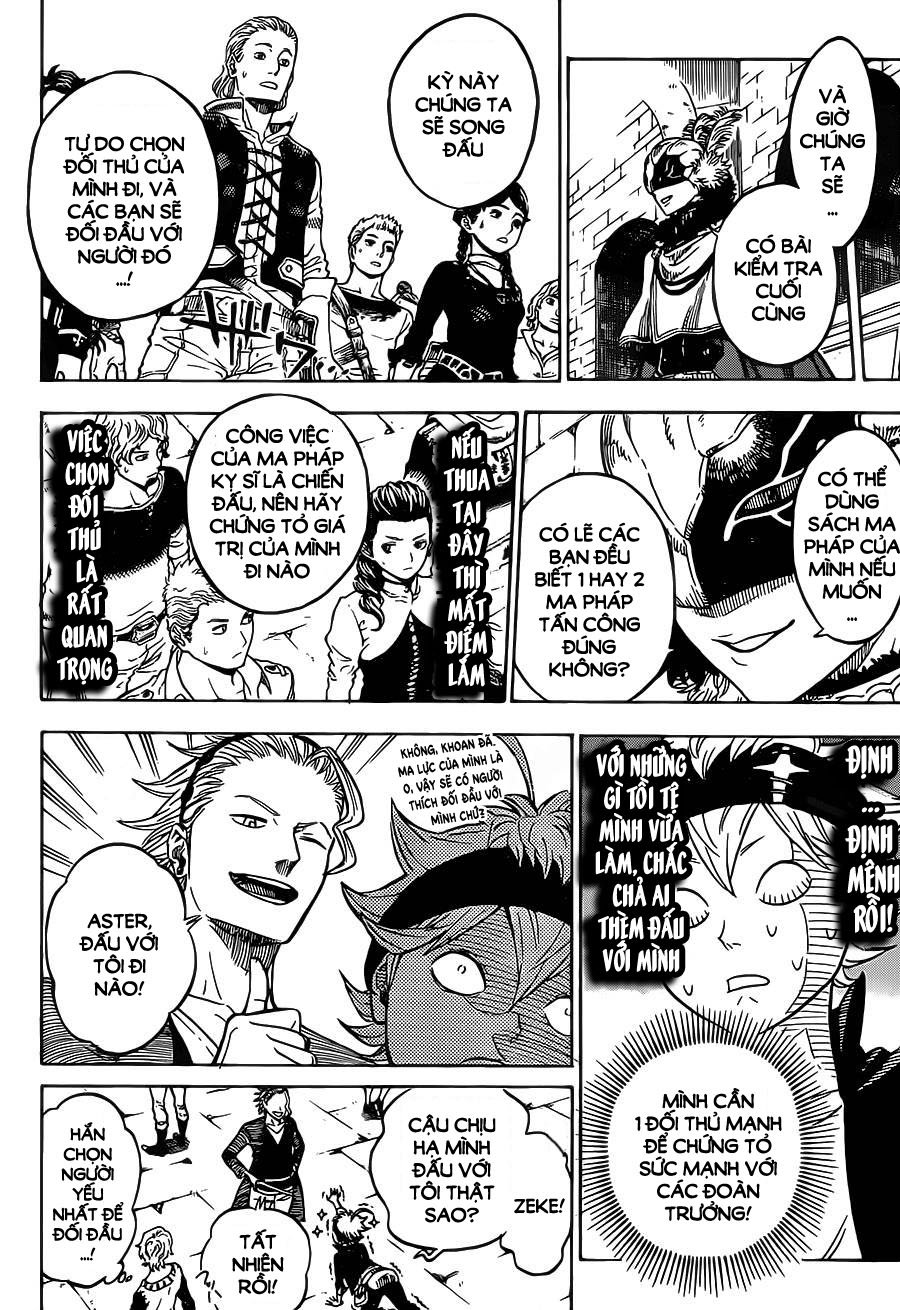 VÀ
GIỜ
CHÚNG
TA SẼ
...
CÓ BÀI
KIỂM TRA
CUỐI
CÙNG
KỲ NÀY
CHÚNG TA
SẼ SONG
ĐẤU
TỰ DO CHỌN
ĐỐI THỦ CỦA
MÌNH ĐI, VÀ
CÁC BẠN SẼ
ĐỐI ĐẦU VỚI
NGƯỜI ĐÓ
....!
CÓ THỂ
DÙNG
SÁCH MA
PHÁP CỦA
MÌNH NẾU
MUỐN
...
CÓ LẼ CÁC
BẠN ĐỀU
BIẾT 1 HAY 2
MA PHÁP
TẤN CÔNG
ĐÚNG
KHÔNG?
NẾU
THUA
TẠI
ĐÂY THÌ
MẤT
ĐIỂM
LẮM
CÔNG VIỆC
CỦA MA PHÁP
KỴ SĨ LÀ CHIẾN
ĐẤU, NÊN HÃY
CHỨNG TỎ GIÁ
TRỊ CỦA MÌNH
ĐI NÀO
VIỆC
CHỌN
ĐỐI
THỦ
LÀ
RẤT
QUAN
TRỌNG
ĐỊNH
... ĐỊNH
MỆNH
RỒI!
VỚI NHỮNG
GÌ TỒI TỆ
MÌNH VỪA
LÀM, CHẮC
CHẢ AI
THÈM ĐẤU
VỚI MÌNH
MÌNH CẦN
1 ĐỐI THỦ MẠNH
ĐỂ CHỨNG TỎ
SỨC MẠNH VỚI
CÁC ĐOÀN
TRƯỞNG!
KHÔNG, KHOAN ĐÃ.
MA LỰC CỦA MÌNH LÀ
0, VẬY SẼ CÓ NGƯỜI
THÍCH ĐỐI ĐẦU VỚI
MÌNH CHỨ?
ASTER,
ĐẤU VỚI
TÔI ĐI
NÀO!
ZEKE!
CẬU CHỊU
HẠ MÌNH
ĐẤU VỚI
TÔI THẬT
SAO?
TẤT
NHIÊN
RỒI!
HẮN
CHỌN
NGƯỜI
YẾU
NHẤT ĐỂ
ĐỐI ĐẦU
....!